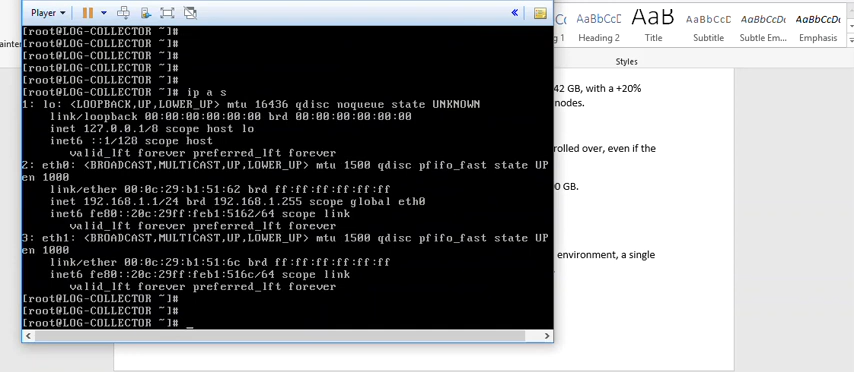 Player
[root@LOG-COLLECTOR ~]#
[root@LOG-COLLECTOR ~]#
[root@LOG-COLLECTOR ~]#
[root@LOG-COLLECTOR ~]#
[root@LOG-COLLECTOR ~]#
[root@LOG-COLLECTOR ~]# ip a s
1: lo: <LOOPBACK,UP,LOWER_UP> mtu 16436 qdisc noqueue state UNKNOWN
link/loopback 00:00:00:00:00:00 brd 00:00:00:00:00:00
inet 127.0.0.1/8 scope host lo
inet6 ::1/128 scope host
valid_lft forever preferred_lft forever
2: eth0: <BROADCAST,MULTICAST,UP,LOWER_UP> mtu 1500 qdisc pfifo_fast state UP
en 1000
link/ether 00:0c:29:b1:51:62 brd ff:ff:ff:ff:ff:ff
inet 192.168.1.1/24 brd 192.168.1.255 scope global eth0
inet6 fe80::20c:29ff:feb1:5162/64 scope link
valid_lft forever preferred_lft forever
3: eth1: <BROADCAST,MULTICAST,UP,LOWER_UP> mtu 1500 qdisc pfifo_fast state UP
en 1000
link/ether 00:0c:29:b1:51:6c brd ff:ff:ff:ff:ff:ff
inet6 fe80::20c:29ff:feb1:516c/64 scope link
valid_lft forever preferred_lft forever
[root@LOG-COLLECTOR ~]#
[root@LOG-COLLECTOR ~]#
[root@LOG-COLLECTOR ~]# _
ainter
bC AaBbCcC AaB AaBbCcD AaBbCcDc AaBbCcDc
g 1 Heading 2 Title Subtitle Subtle Em... Emphasis
Styles
42 GB, with a +20%
nodes.
rolled over, even if the
0 GB.
environment, a single